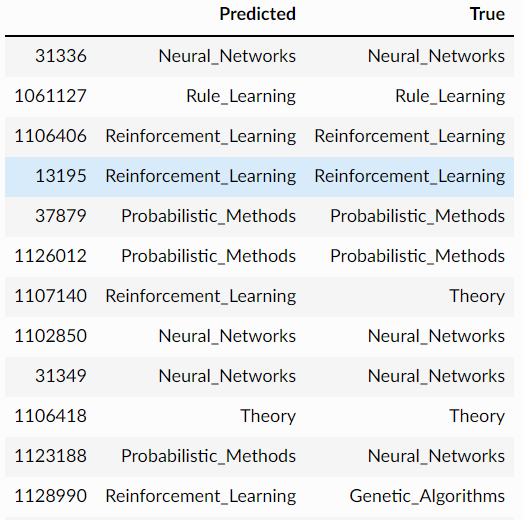 Predicted True
31336 Neural_Networks Neural_Networks
1061127 Rule_Learning Rule_Learning
1106406 Reinforcement_Learning Reinforcement_Learning
13195 Reinforcement_Learning Reinforcement_Learning
37879 Probabilistic_Methods Probabilistic_Methods
1126012 Probabilistic_Methods Probabilistic_Methods
1107140 Reinforcement_Learning Theory
1102850 Neural_Networks Neural_Networks
31349 Neural_Networks Neural_Networks
1106418 Theory Theory
1123188 Probabilistic_Methods Neural_Networks
1128990 Reinforcement_Learning Genetic_Algorithms